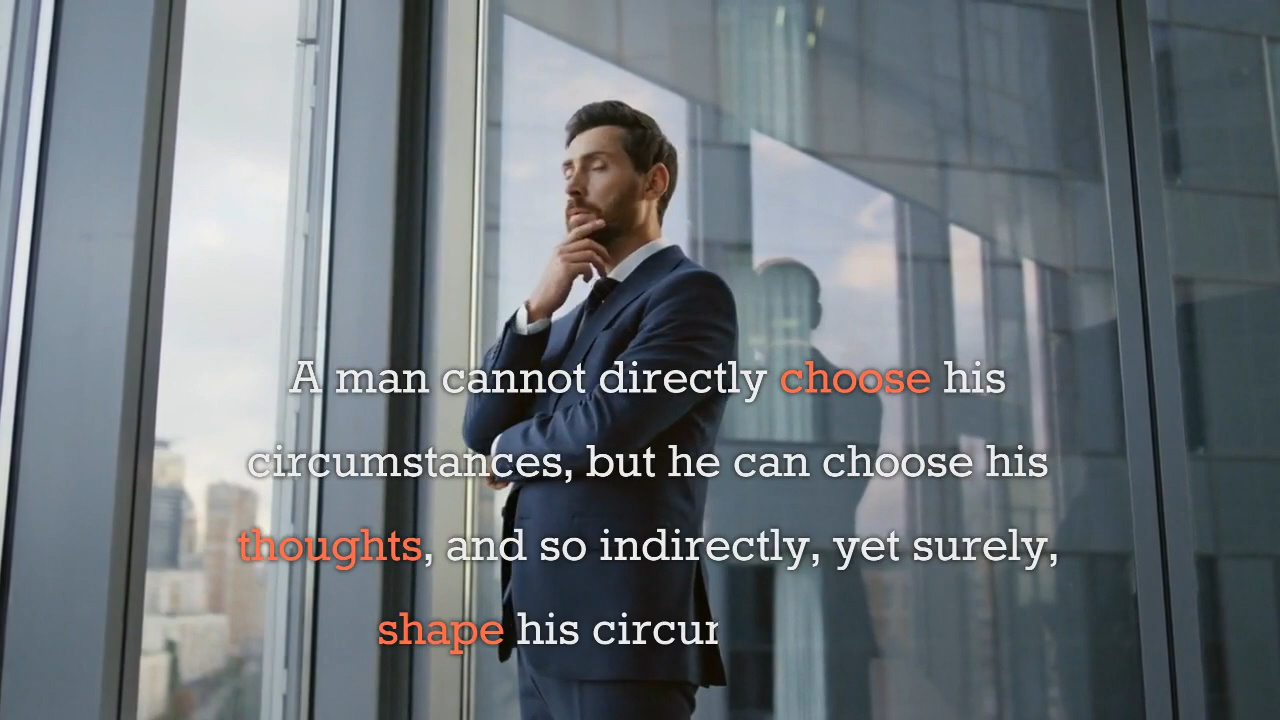 A man cannot directly choose his
circumstances, but he can choose his
thoughts, and so indirectly, yet surely,
shape his circu